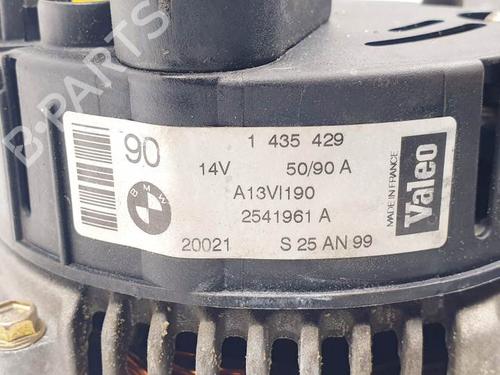 B-PARTS
90
BMW
1 435 429
14V 50/90 A
A13VI190
2541961 A
20021 S 25 AN 99
Valeo
MADE IN FRANCE